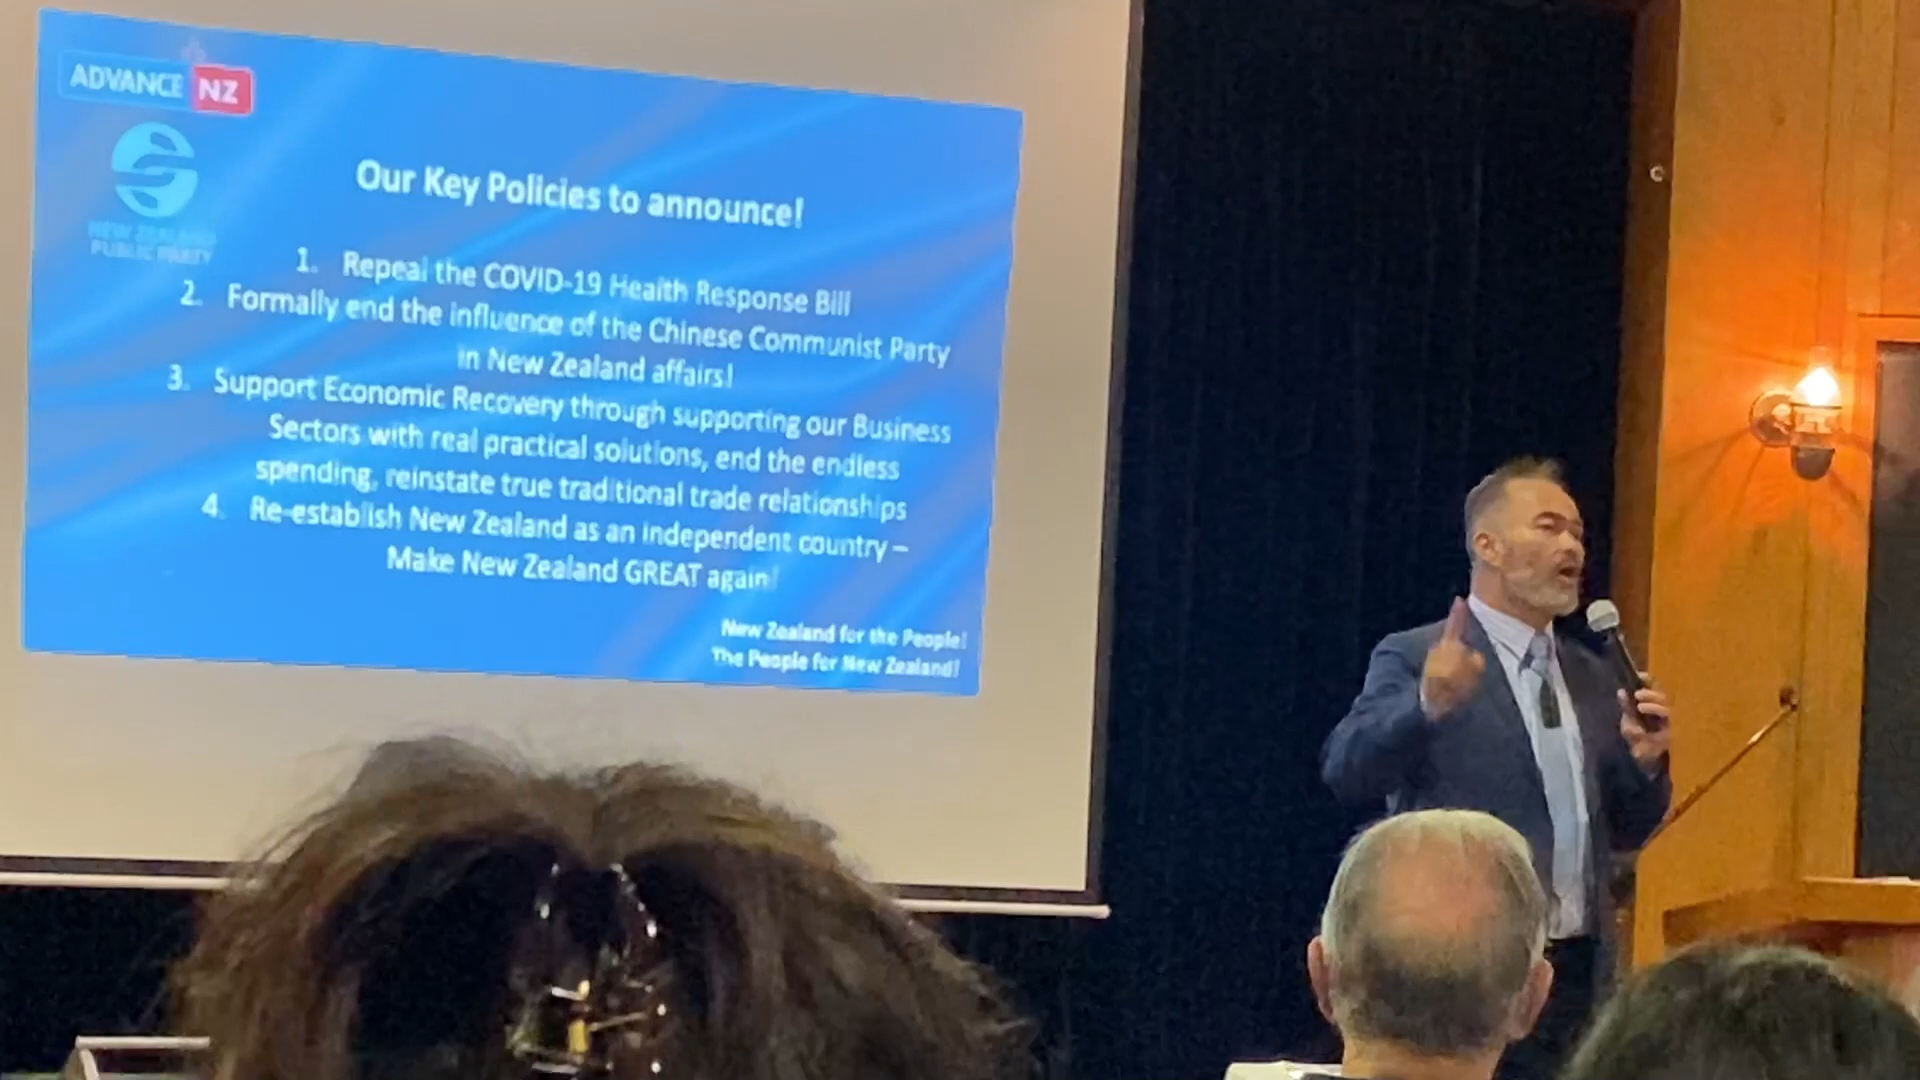 ADVANCE NZ
NEW ZEALAND
PUBLIC PARTY
Our Key Policies to announce!
1. Repeal the COVID-19 Health Response Bill
2. Formally end the influence of the Chinese Communist Party
in New Zealand affairs!
3. Support Economic Recovery through supporting our Business
Sectors with real practical solutions, end the endless
spending, reinstate true traditional trade relationships
4. Re-establish New Zealand as an independent country –
Make New Zealand GREAT again!
New Zealand for the People!
The People for New Zealand!